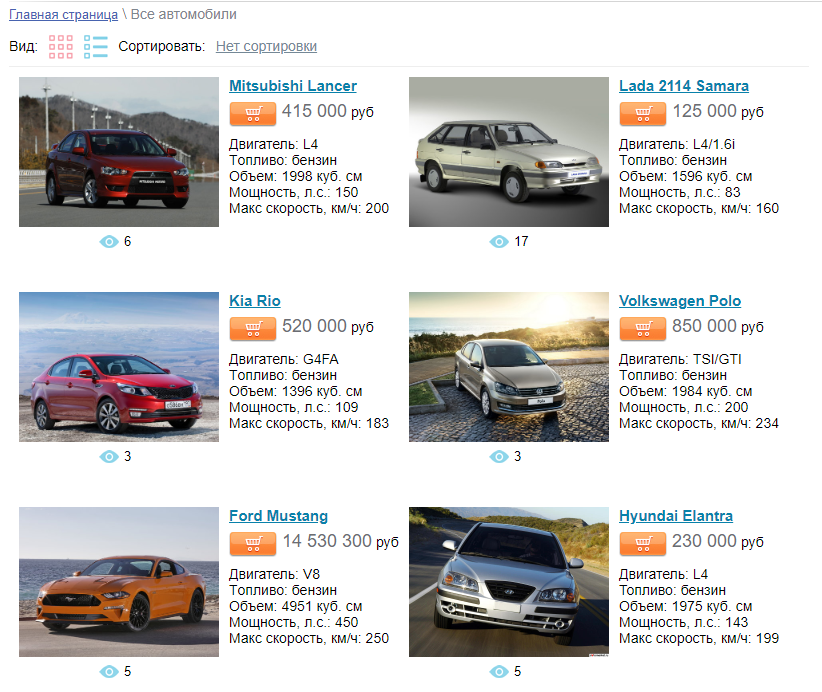 Главная страница \ Все автомобили
Вид: Сортировать: Нет сортировки
Mitsubishi Lancer
415 000 руб
Двигатель: L4
Топливо: бензин
Объем: 1998 куб. см
Мощность, л.с.: 150
Макс скорость, км/ч: 200
6
Lada 2114 Samara
125 000 руб
Двигатель: L4/1.6i
Топливо: бензин
Объем: 1596 куб. см
Мощность, л.с.: 83
Макс скорость, км/ч: 160
17
Kia Rio
520 000 руб
Двигатель: G4FA
Топливо: бензин
Объем: 1396 куб. см
Мощность, л.с.: 109
Макс скорость, км/ч: 183
3
Volkswagen Polo
850 000 руб
Двигатель: TSI/GTI
Топливо: бензин
Объем: 1984 куб. см
Мощность, л.с.: 200
Макс скорость, км/ч: 234
Polo
3
Ford Mustang
14 530 300 руб
Двигатель: V8
Топливо: бензин
Объем: 4951 куб. см
Мощность, л.с.: 450
Макс скорость, км/ч: 250
5
Hyundai Elantra
230 000 руб
Двигатель: L4
Топливо: бензин
Объем: 1975 куб. см
Мощность, л.с.: 143
Макс скорость, км/ч: 199
5